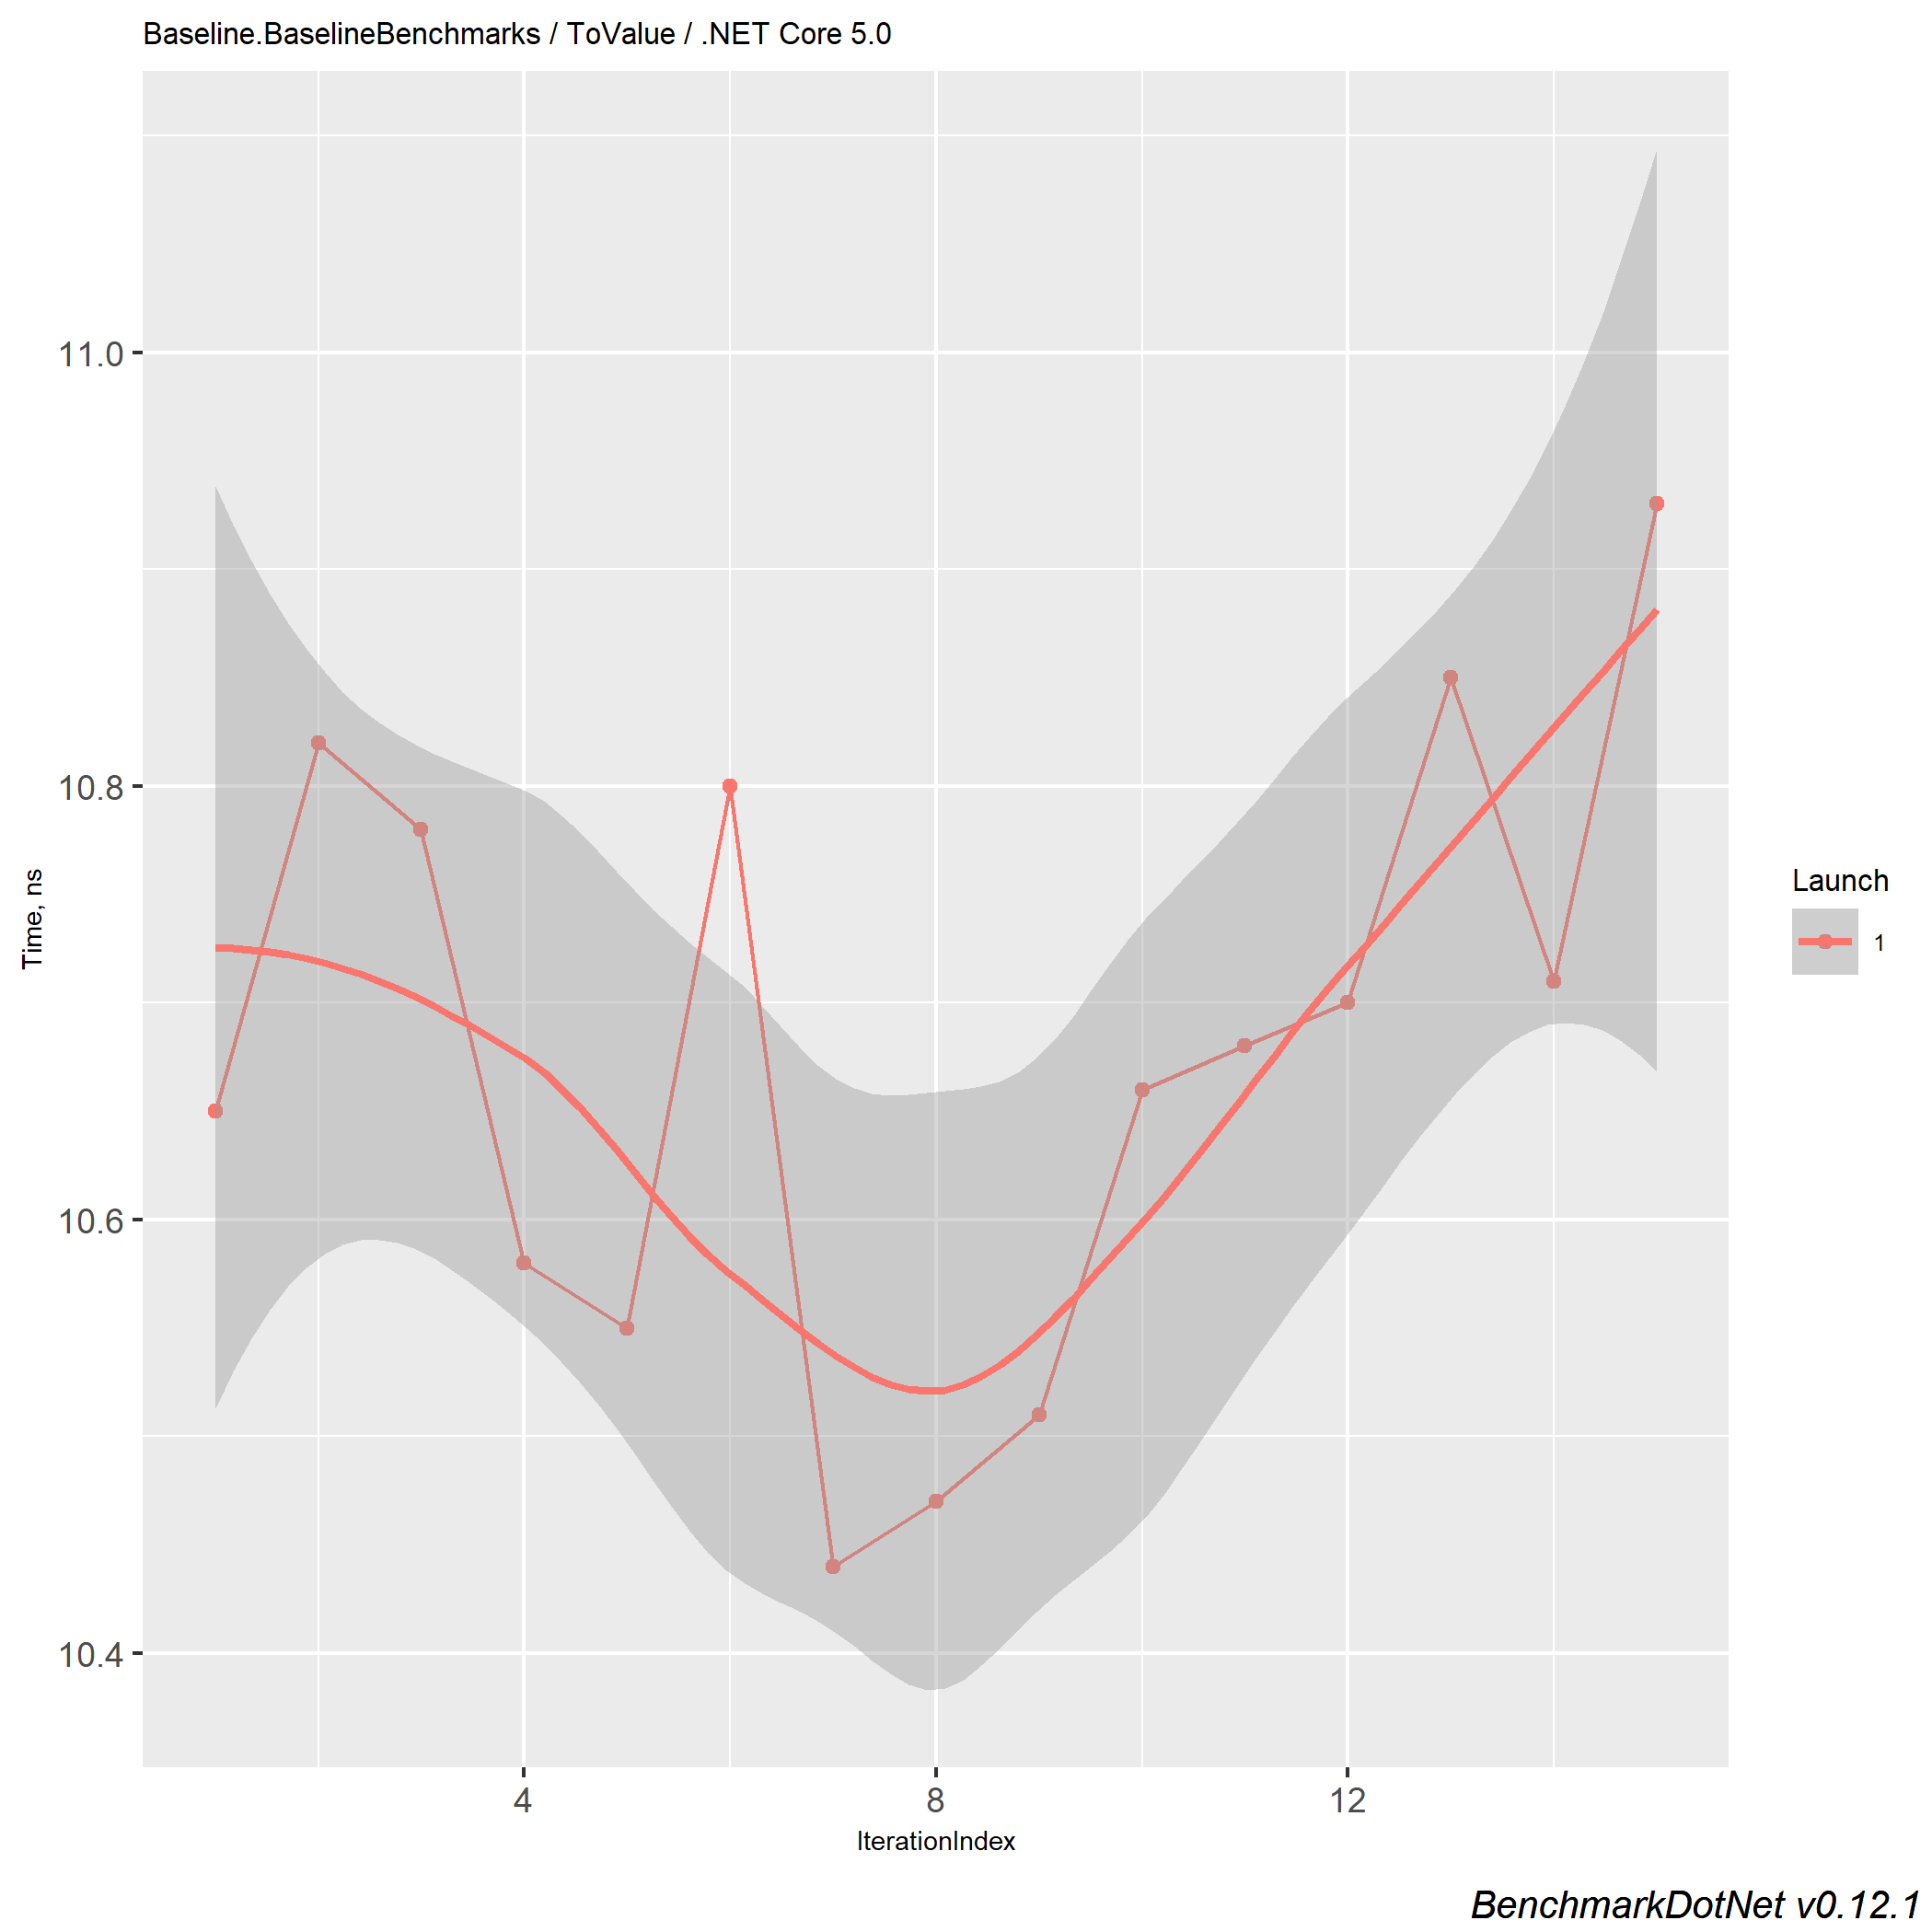 Baseline.BaselineBenchmarks / ToValue / .NET Core 5.0
11.0
10.8
10.6
10.4
Time, ns
4
8
12
IterationIndex
Launch
1
BenchmarkDotNet v0.12.1